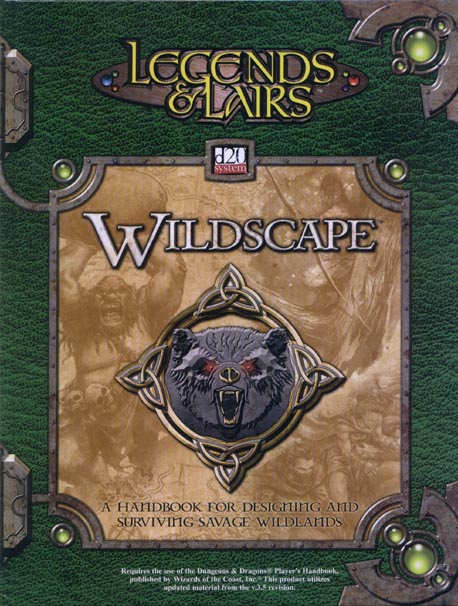 LEGENDS
& LAIRS
d20
system
WILDSCAPE™
A HANDBOOK FOR DESIGNING AND
SURVIVING SAVAGE WILDLANDS
Requires the use of the Dungeons & Dragons® Player's Handbook,
published by Wizards of the Coast, Inc.® This product utilizes
updated material from the v.3.5 revision.